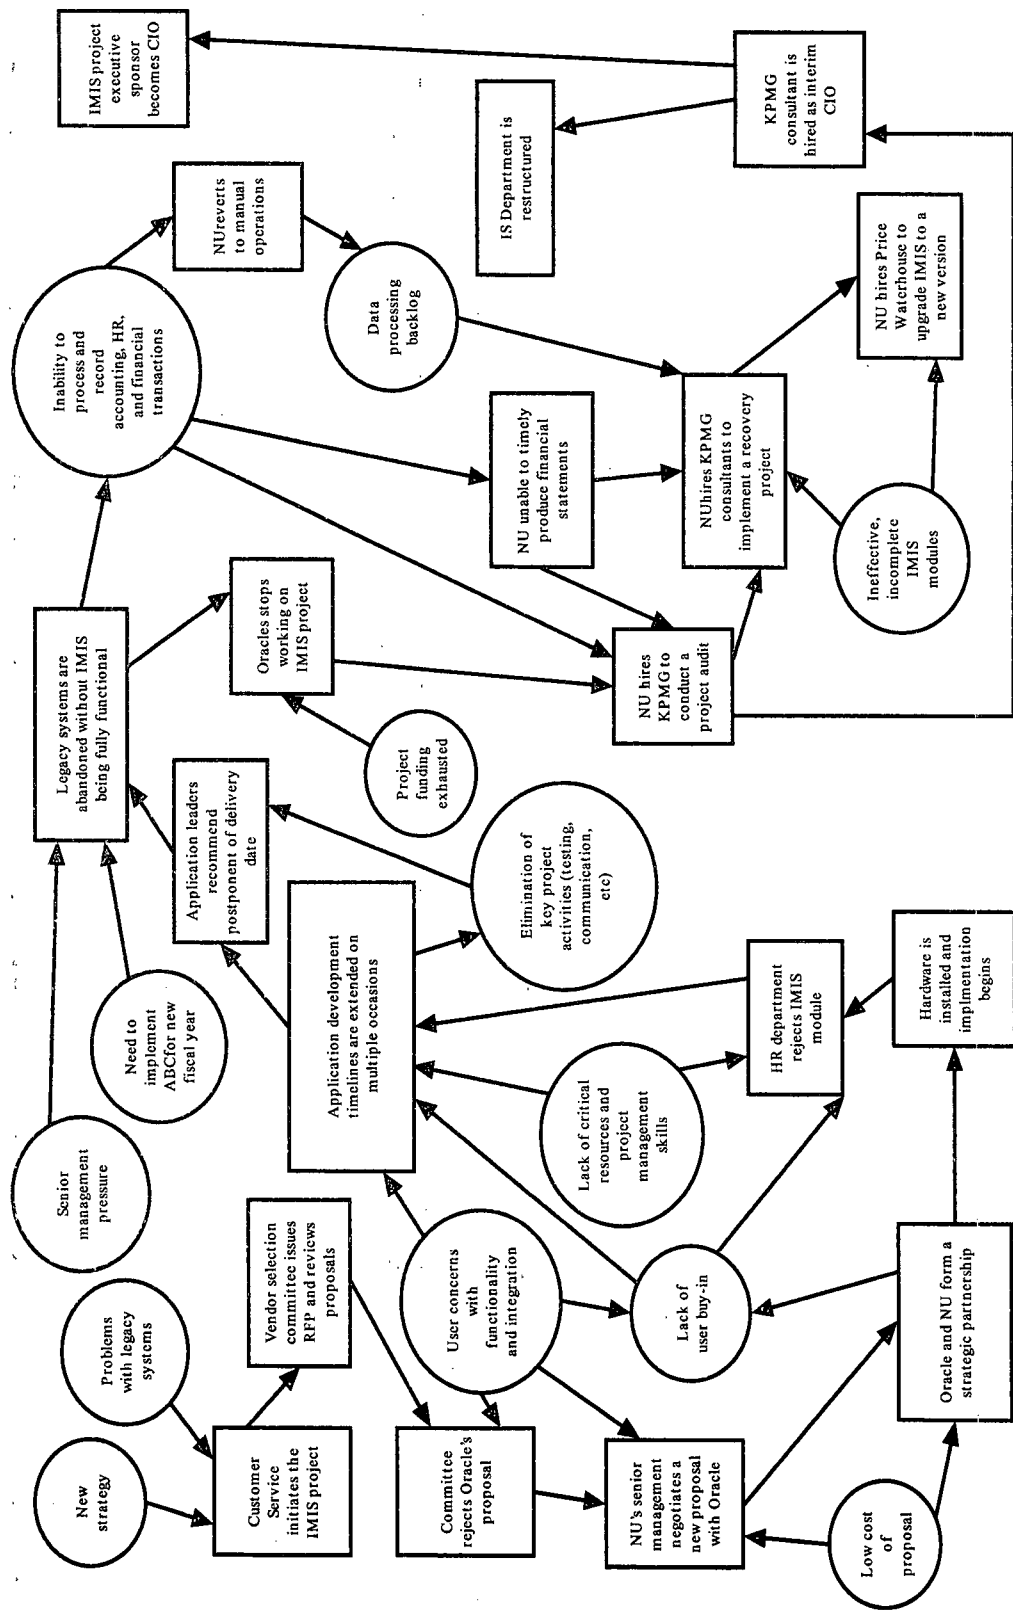 New
strategy
Problems
with legacy
systems
Customer
Service
initiates the
IMIS project
Vendor selection
committee issues
RFP and reviews
proposals
Committee
rejects Oracle's
proposal
NU's senior
management
negotiates a
new proposal
with Oracle
Low cost
of
proposal
Oracle and NU form a
strategic partnership
Lack of
user buy-in
User concerns
with
functionality
and integration
Senior
management
pressure
Need to
implement
ABCfor new
fiscal year
Application development
timelines are extended on
multiple occasions
Lack of critical
resources and
project
management
skills
HR department
rejects IMIS
module
Hardware is
installed and
implmentation
begins
Elimination of
key project
activities (testing,
communication,
etc)
Application leaders
recommend
postponent of delivery
date
Legacy systems are
abandoned without IMIS
being fully functional
Project
funding
exhausted
Oracles stops
working on
IMIS project
NU hires
KPMG to
conduct a
project audit
Inability to
process and
record
accounting, HR,
and financial
transactions
NUreverts
to manual
operations
Data
processing
backlog
NU unable to timely
produce financial
statements
NUhires KPMG
consultants to
implement a recovery
project
Ineffective,
incomplete
IMIS
modules
NU hires Price
Waterhouse to
upgrade IMIS to a
new version
IS Department is
restructured
KPMG
consultant is
hired as interim
CIO
IMIS project
executive
sponsor
becomes CIO